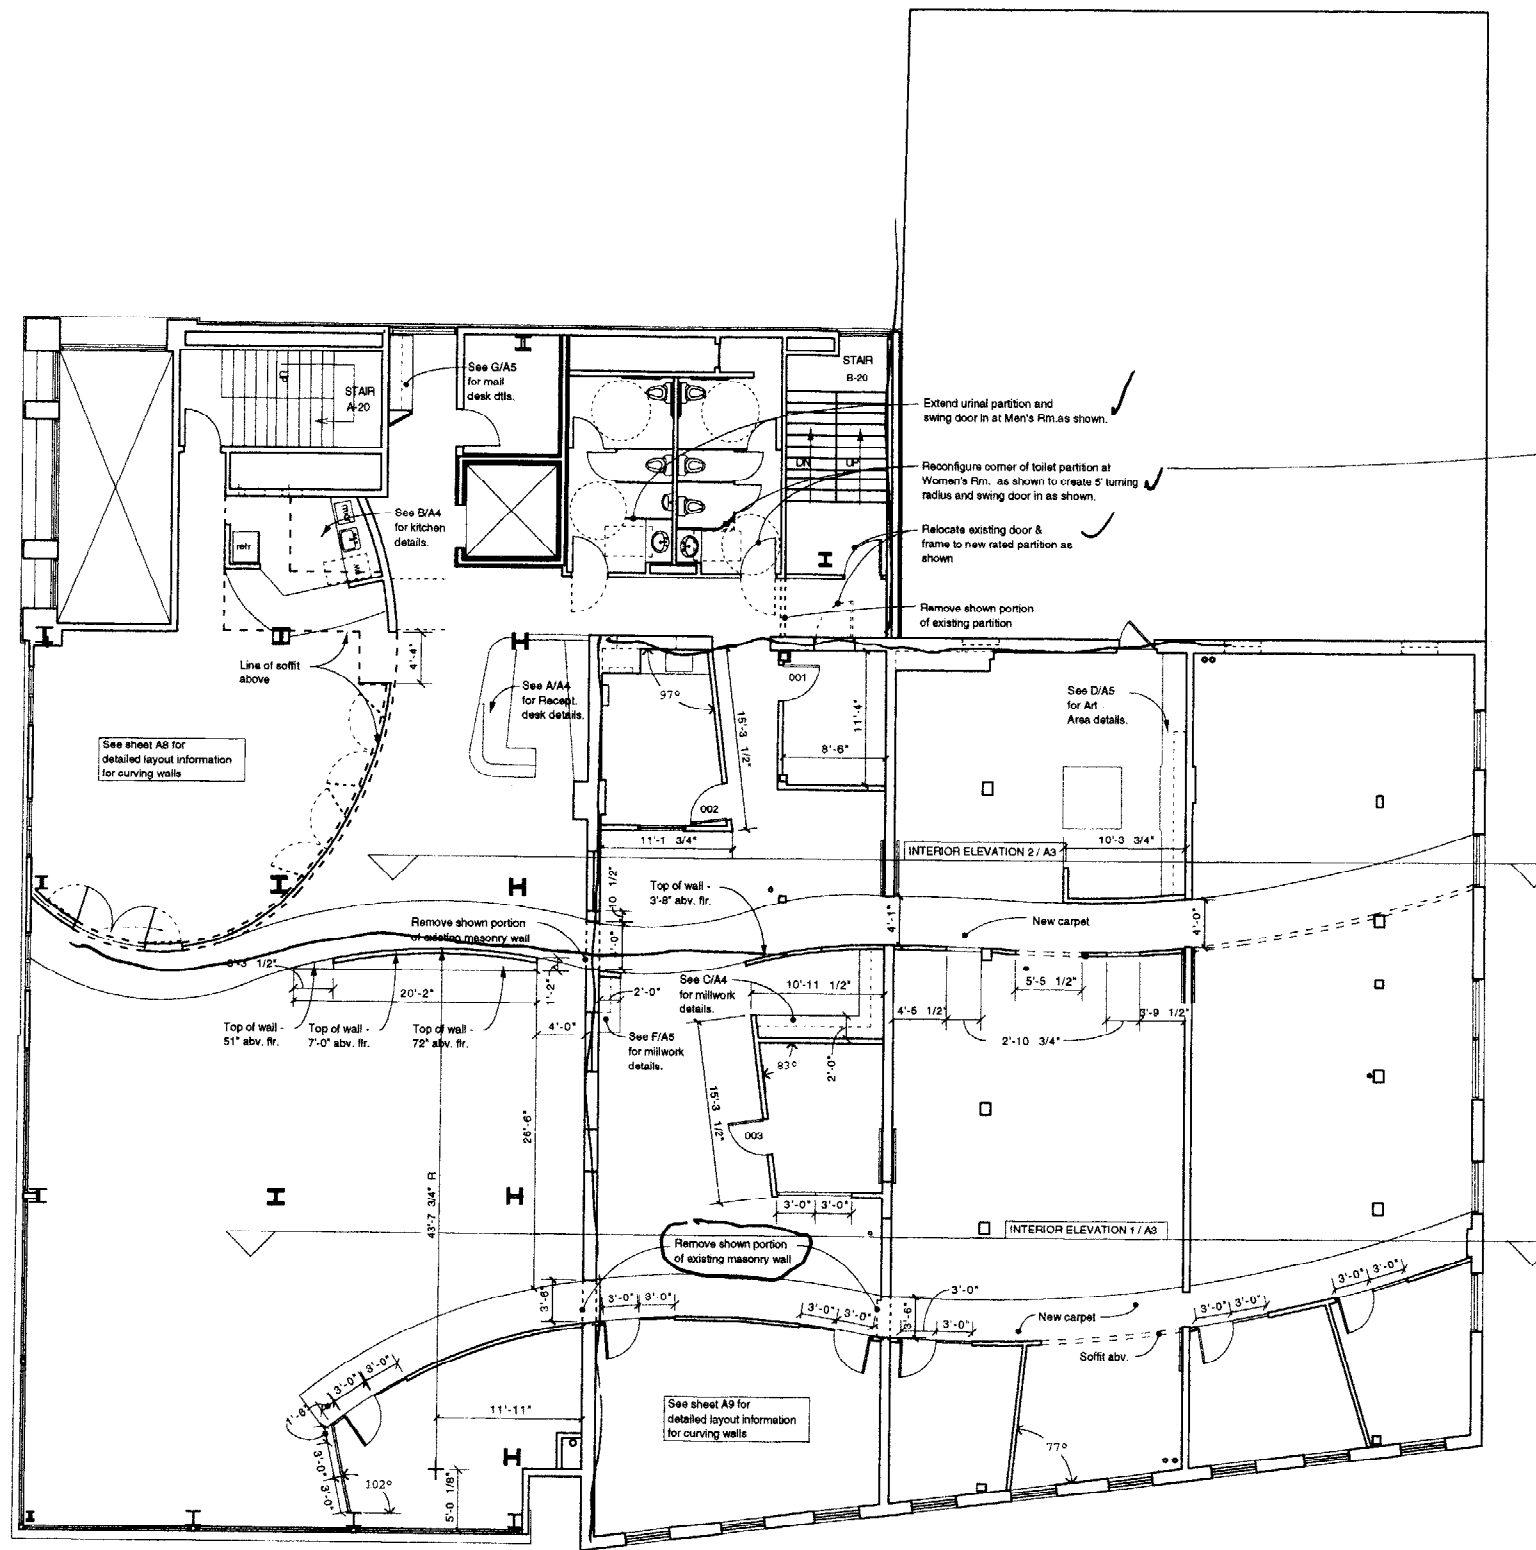 STAIR
B-20
STAIR
A-20
See G/A5
for mail
desk dtls.
Extend urinal partition and
swing door in at Men's Rm.as shown.
DN
UP
Reconfigure corner of toilet partition at
Women's Rm. as shown to create 5' turning
radius and swing door in as shown.
See B/A4
for kitchen
details.
refr
Relocate existing door &
frame to new rated partition as
shown
Remove shown portion
of existing partition
Line of soffit
above
4'-4"
97º
See A/A4
for Recept.
desk details.
001
11'-4"
See D/A5
for Art
Area details.
15'-3 1/2"
8'-6"
See sheet A8 for
detailed layout information
for curving walls
002
11'-1 3/4"
INTERIOR ELEVATION 2 / A3
10'-3 3/4"
10 1/2"
Top of wall -
3'-8" abv. flr.
Remove shown portion
of existing masonry wall
4'-1"
New carpet
4'-0"
20'-2"
1'-2"
2'-0"
See C/A4
for millwork
details.
10'-11 1/2"
5'-5 1/2"
Top of wall -
51" abv. flr.
Top of wall -
7'-0" abv. flr.
Top of wall -
72" abv. flr.
4'-0"
See F/A5
for millwork
details.
2'-10 3/4"
83º
2'-0"
26'-6"
15'-3 1/2"
003
43'-7 3/4" R
3'-0"
3'-0"
INTERIOR ELEVATION 1 / A3
Remove shown portion
of existing masonry wall
3'-6"
3'-0"
3'-0"
3'-0"
3'-0"
3'-6"
3'-0"
3'-0"
New carpet
3'-0"
3'-0"
3'-0"
3'-0"
Soffit abv.
3'-0"
3'-0"
11'-11"
See sheet A9 for
detailed layout information
for curving walls
77º
3'-0"
3'-0"
102º
5'-0 1/8"